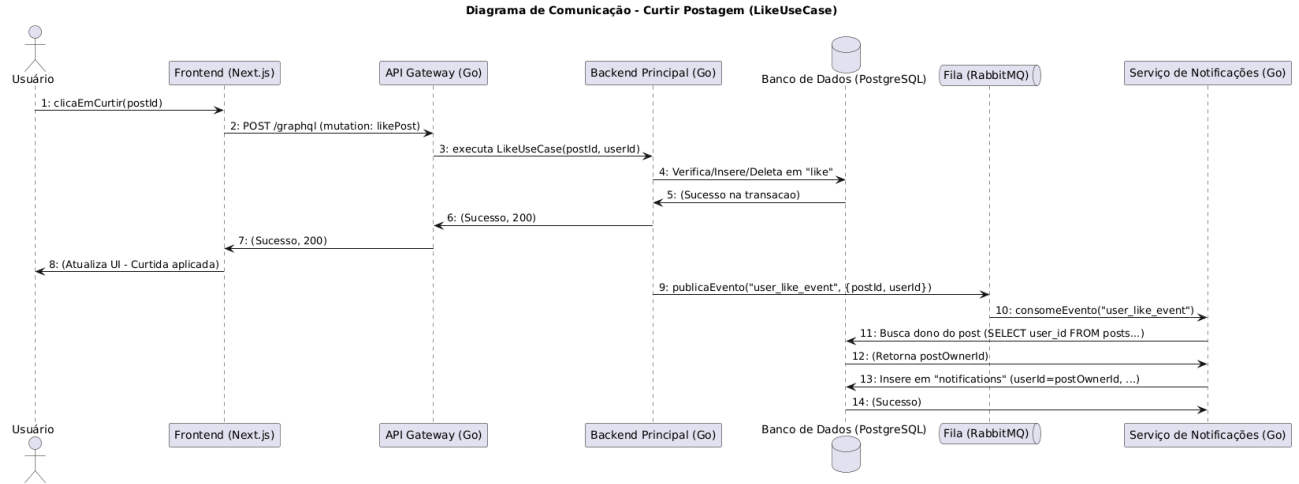 Diagrama de Comunicação - Curtir Postagem (LikeUseCase)
Usuário
Frontend (Next.js)
API Gateway (Go)
Backend Principal (Go)
Banco de Dados (PostgreSQL)
Fila (RabbitMQ)
Serviço de Notificações (Go)
1: clicaEmCurtir(postId)
2: POST /graphql (mutation: likePost)
3: executa LikeUseCase(postId, userId)
4: Verifica/Insere/Deleta em "like"
5: (Sucesso na transacao)
6: (Sucesso, 200)
7: (Sucesso, 200)
8: (Atualiza UI - Curtida aplicada)
9: publicaEvento("user_like_event", {postId, userId})
10: consomeEvento("user_like_event")
11: Busca dono do post (SELECT user_id FROM posts...)
12: (Retorna postOwnerId)
13: Insere em "notifications" (userId=postOwnerId, ...)
14: (Sucesso)
Usuário
Frontend (Next.js)
API Gateway (Go)
Backend Principal (Go)
Banco de Dados (PostgreSQL)
Fila (RabbitMQ)
Serviço de Notificações (Go)